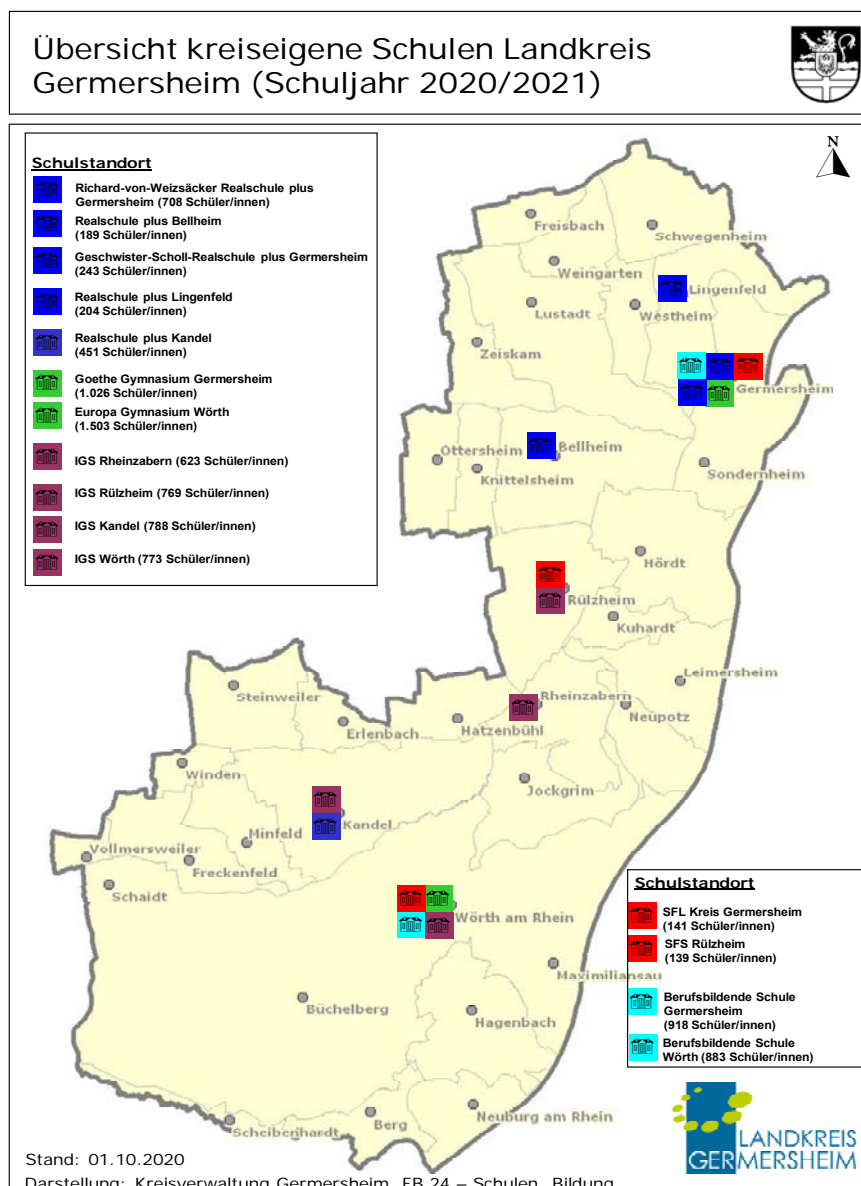 Übersicht kreiseigene Schulen Landkreis
Germersheim (Schuljahr 2020/2021)
N
Schulstandort
Richard-von-Weizsäcker Realschule plus
Germersheim (708 Schüler/innen)
Realschule plus Bellheim
(189 Schüler/innen)
Geschwister-Scholl-Realschule plus Germersheim
(243 Schüler/innen)
Realschule plus Lingenfeld
(204 Schüler/innen)
Realschule plus Kandel
(451 Schüler/innen)
Goethe Gymnasium Germersheim
(1.026 Schüler/innen)
Europa Gymnasium Wörth
(1.503 Schüler/innen)
IGS Rheinzabern (623 Schüler/innen)
IGS Rülzheim (769 Schüler/innen)
IGS Kandel (788 Schüler/innen)
IGS Wörth (773 Schüler/innen)
Freisbach
Schwegenheim
Weingarten
Lingenfeld
Lustadt
Westheim
Zeiskam
Germersheim
Ottersheim
Bellheim
Knittelsheim
Sondernheim
Hördt
Rülzheim
Kuhardt
Leimersheim
Steinweiler
Rheinzabern
Neupotz
Erlenbach
Hatzenbühl
Winden
Jockgrim
Kandel
Minfeld
Vollmersweiler
Freckenfeld
Schaidt
Wörth am Rhein
Maximiliansau
Büchelberg
Hagenbach
Neuburg am Rhein
Berg
Scheibenhardt
Schulstandort
SFL Kreis Germersheim
(141 Schüler/innen)
SFS Rülzheim
(139 Schüler/innen)
Berufsbildende Schule
Germersheim
(918 Schüler/innen)
Berufsbildende Schule
Wörth (883 Schüler/innen)
LANDKREIS
GERMERSHEIM
Stand: 01.10.2020
Darstellung: Kreisverwaltung Germersheim, FB 24 – Schulen, Bildung